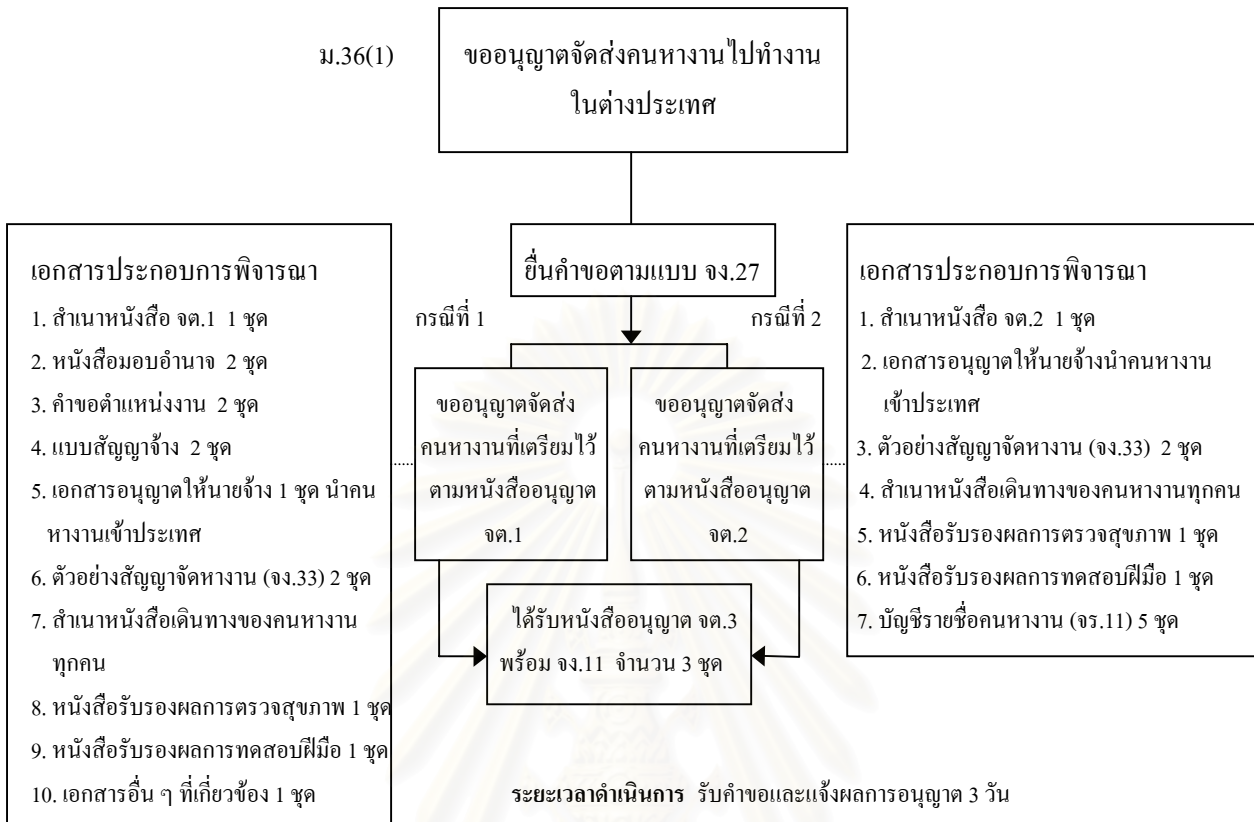 ม.36(1)
ขออนุญาตจัดส่งคนหางานไปทำงาน
ในต่างประเทศ
ยื่นคำขอตามแบบ จง.27
กรณีที่ 1
กรณีที่ 2
เอกสารประกอบการพิจารณา
1. สำเนาหนังสือ จต.1 1 ชุด
2. หนังสือมอบอำนาจ 2 ชุด
3. คำขอตำแหน่งงาน 2 ชุด
4. แบบสัญญาจ้าง 2 ชุด
5. เอกสารอนุญาตให้นายจ้าง 1 ชุด นำคน
หางานเข้าประเทศ
6. ตัวอย่างสัญญาจัดหางาน (จง.33) 2 ชุด
7. สำเนาหนังสือเดินทางของคนหางาน
ทุกคน
8. หนังสือรับรองผลการตรวจสุขภาพ 1 ชุด
9. หนังสือรับรองผลการทดสอบฝีมือ 1 ชุด
10. เอกสารอื่น ๆ ที่เกี่ยวข้อง 1 ชุด
ขออนุญาตจัดส่ง
คนหางานที่เตรียมไว้
ตามหนังสืออนุญาต
จต.1
ขออนุญาตจัดส่ง
คนหางานที่เตรียมไว้
ตามหนังสืออนุญาต
จต.2
เอกสารประกอบการพิจารณา
1. สำเนาหนังสือ จต.2 1 ชุด
2. เอกสารอนุญาตให้นายจ้างนำคนหางาน
เข้าประเทศ
3. ตัวอย่างสัญญาจัดหางาน (จง.33) 2 ชุด
4. สำเนาหนังสือเดินทางของคนหางานทุกคน
5. หนังสือรับรองผลการตรวจสุขภาพ 1 ชุด
6. หนังสือรับรองผลการทดสอบฝีมือ 1 ชุด
7. บัญชีรายชื่อคนหางาน (จร.11) 5 ชุด
ได้รับหนังสืออนุญาต จต.3
พร้อม จง.11 จำนวน 3 ชุด
ระยะเวลาดำเนินการ รับคำขอและแจ้งผลการอนุญาต 3 วัน